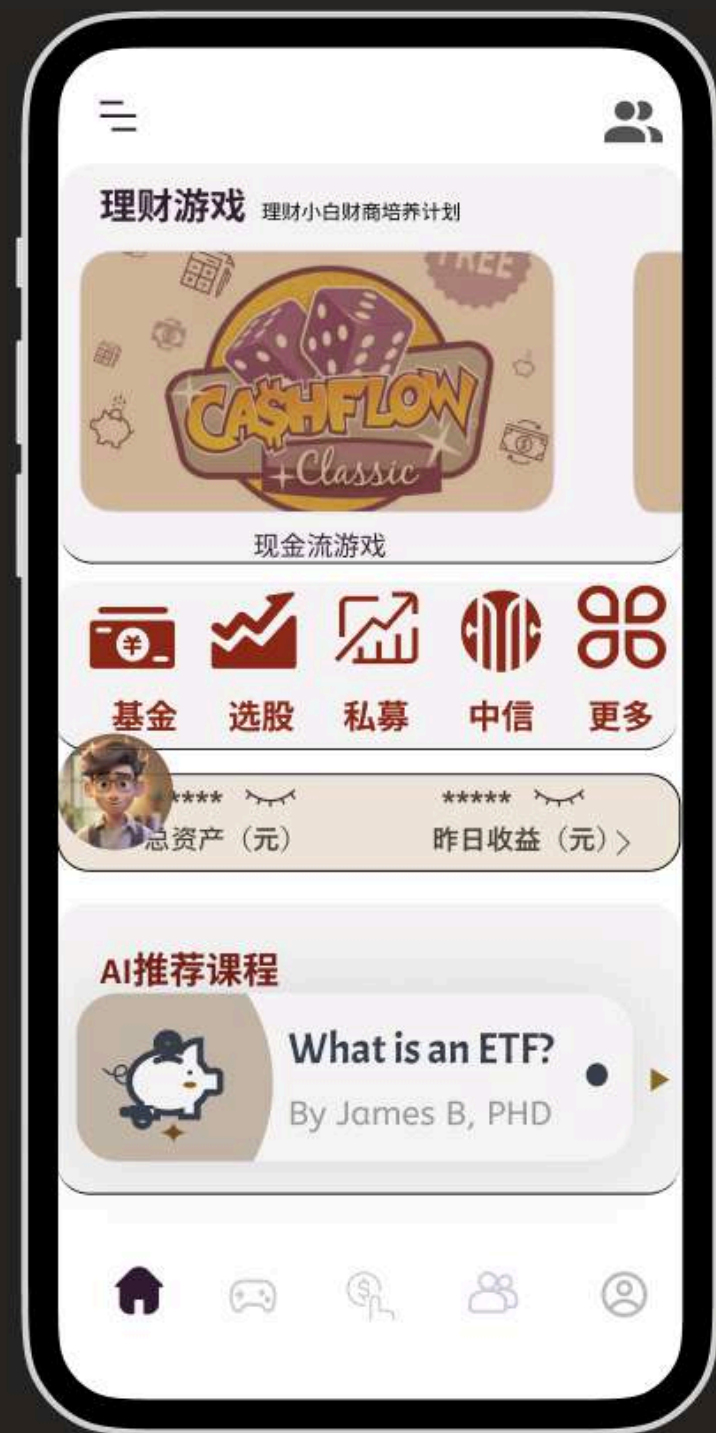 理财游戏 理财小白财商培养计划
FREE
CA$HFLOW
Classic
现金流游戏
¥
基金 选股 私募 中信 更多
**** *****
总资产（元） 昨日收益（元）>
AI推荐课程
What is an ETF?
By James B, PHD